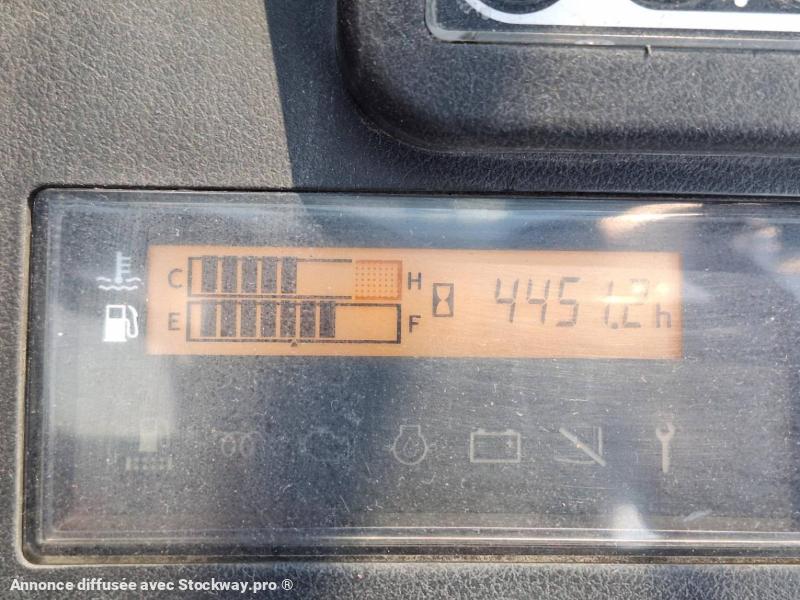 C H
E F
4451.2 h
Annonce diffusée avec Stockway.pro ®